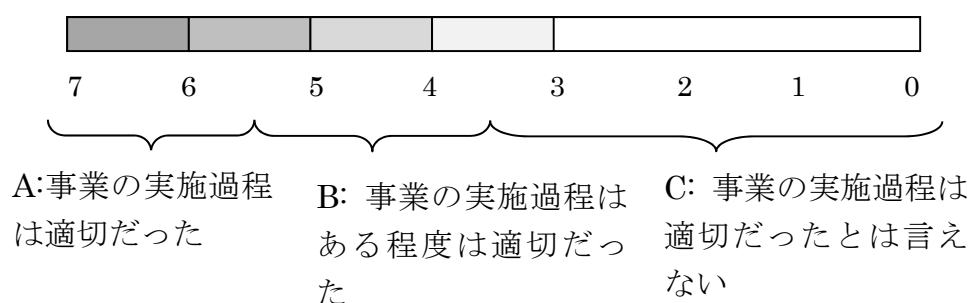 7 6 5 4 3 2 1 0
A:事業の実施過程
は適切だった
B: 事業の実施過程は
ある程度は適切だっ
た
C: 事業の実施過程は
適切だったとは言え
ない